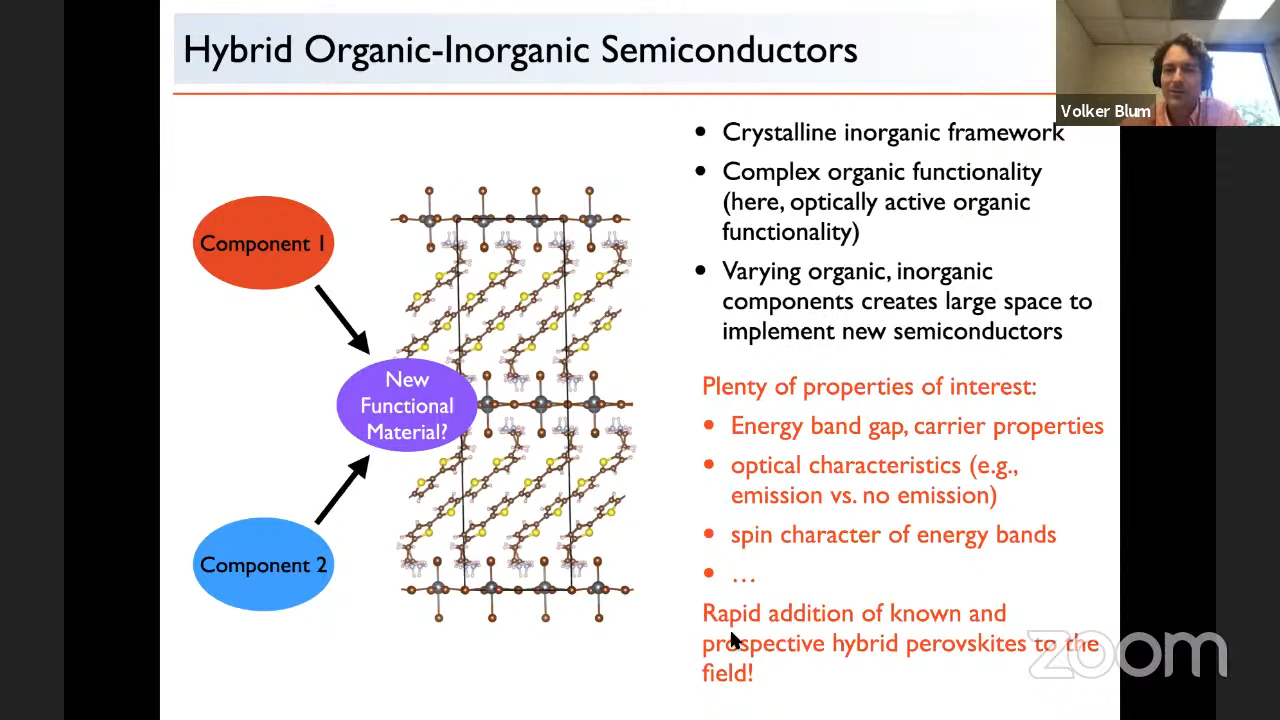 Hybrid Organic-Inorganic Semiconductors
Volker Blum
• Crystalline inorganic framework
• Complex organic functionality
(here, optically active organic
functionality)
• Varying organic, inorganic
components creates large space to
implement new semiconductors
Component 1
New
Functional
Material?
Component 2
Plenty of properties of interest:
• Energy band gap, carrier properties
• optical characteristics (e.g.,
emission vs. no emission)
• spin character of energy bands
• …
Rapid addition of known and
prospective hybrid perovskites to the
field!
zoom